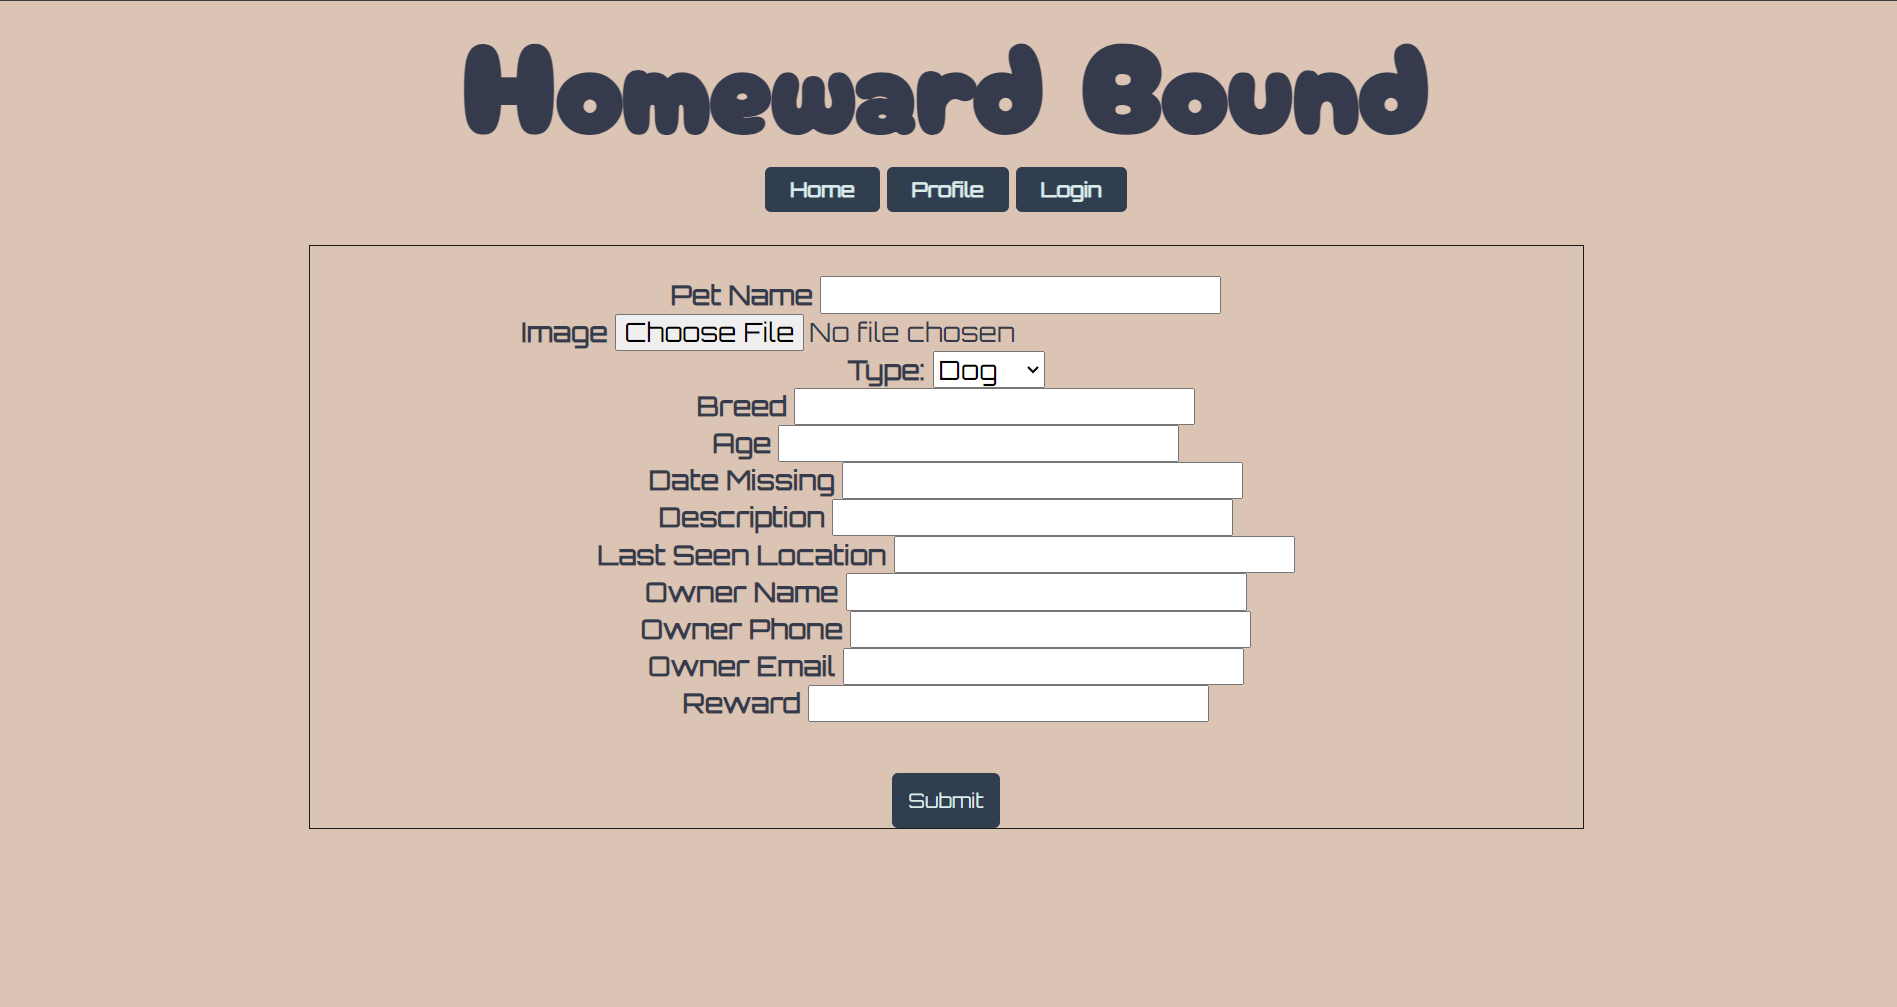 Homeward Bound
Home Profile Login
Pet Name
Image Choose File No file chosen
Type: Dog
Breed
Age
Date Missing
Description
Last Seen Location
Owner Name
Owner Phone
Owner Email
Reward
Submit